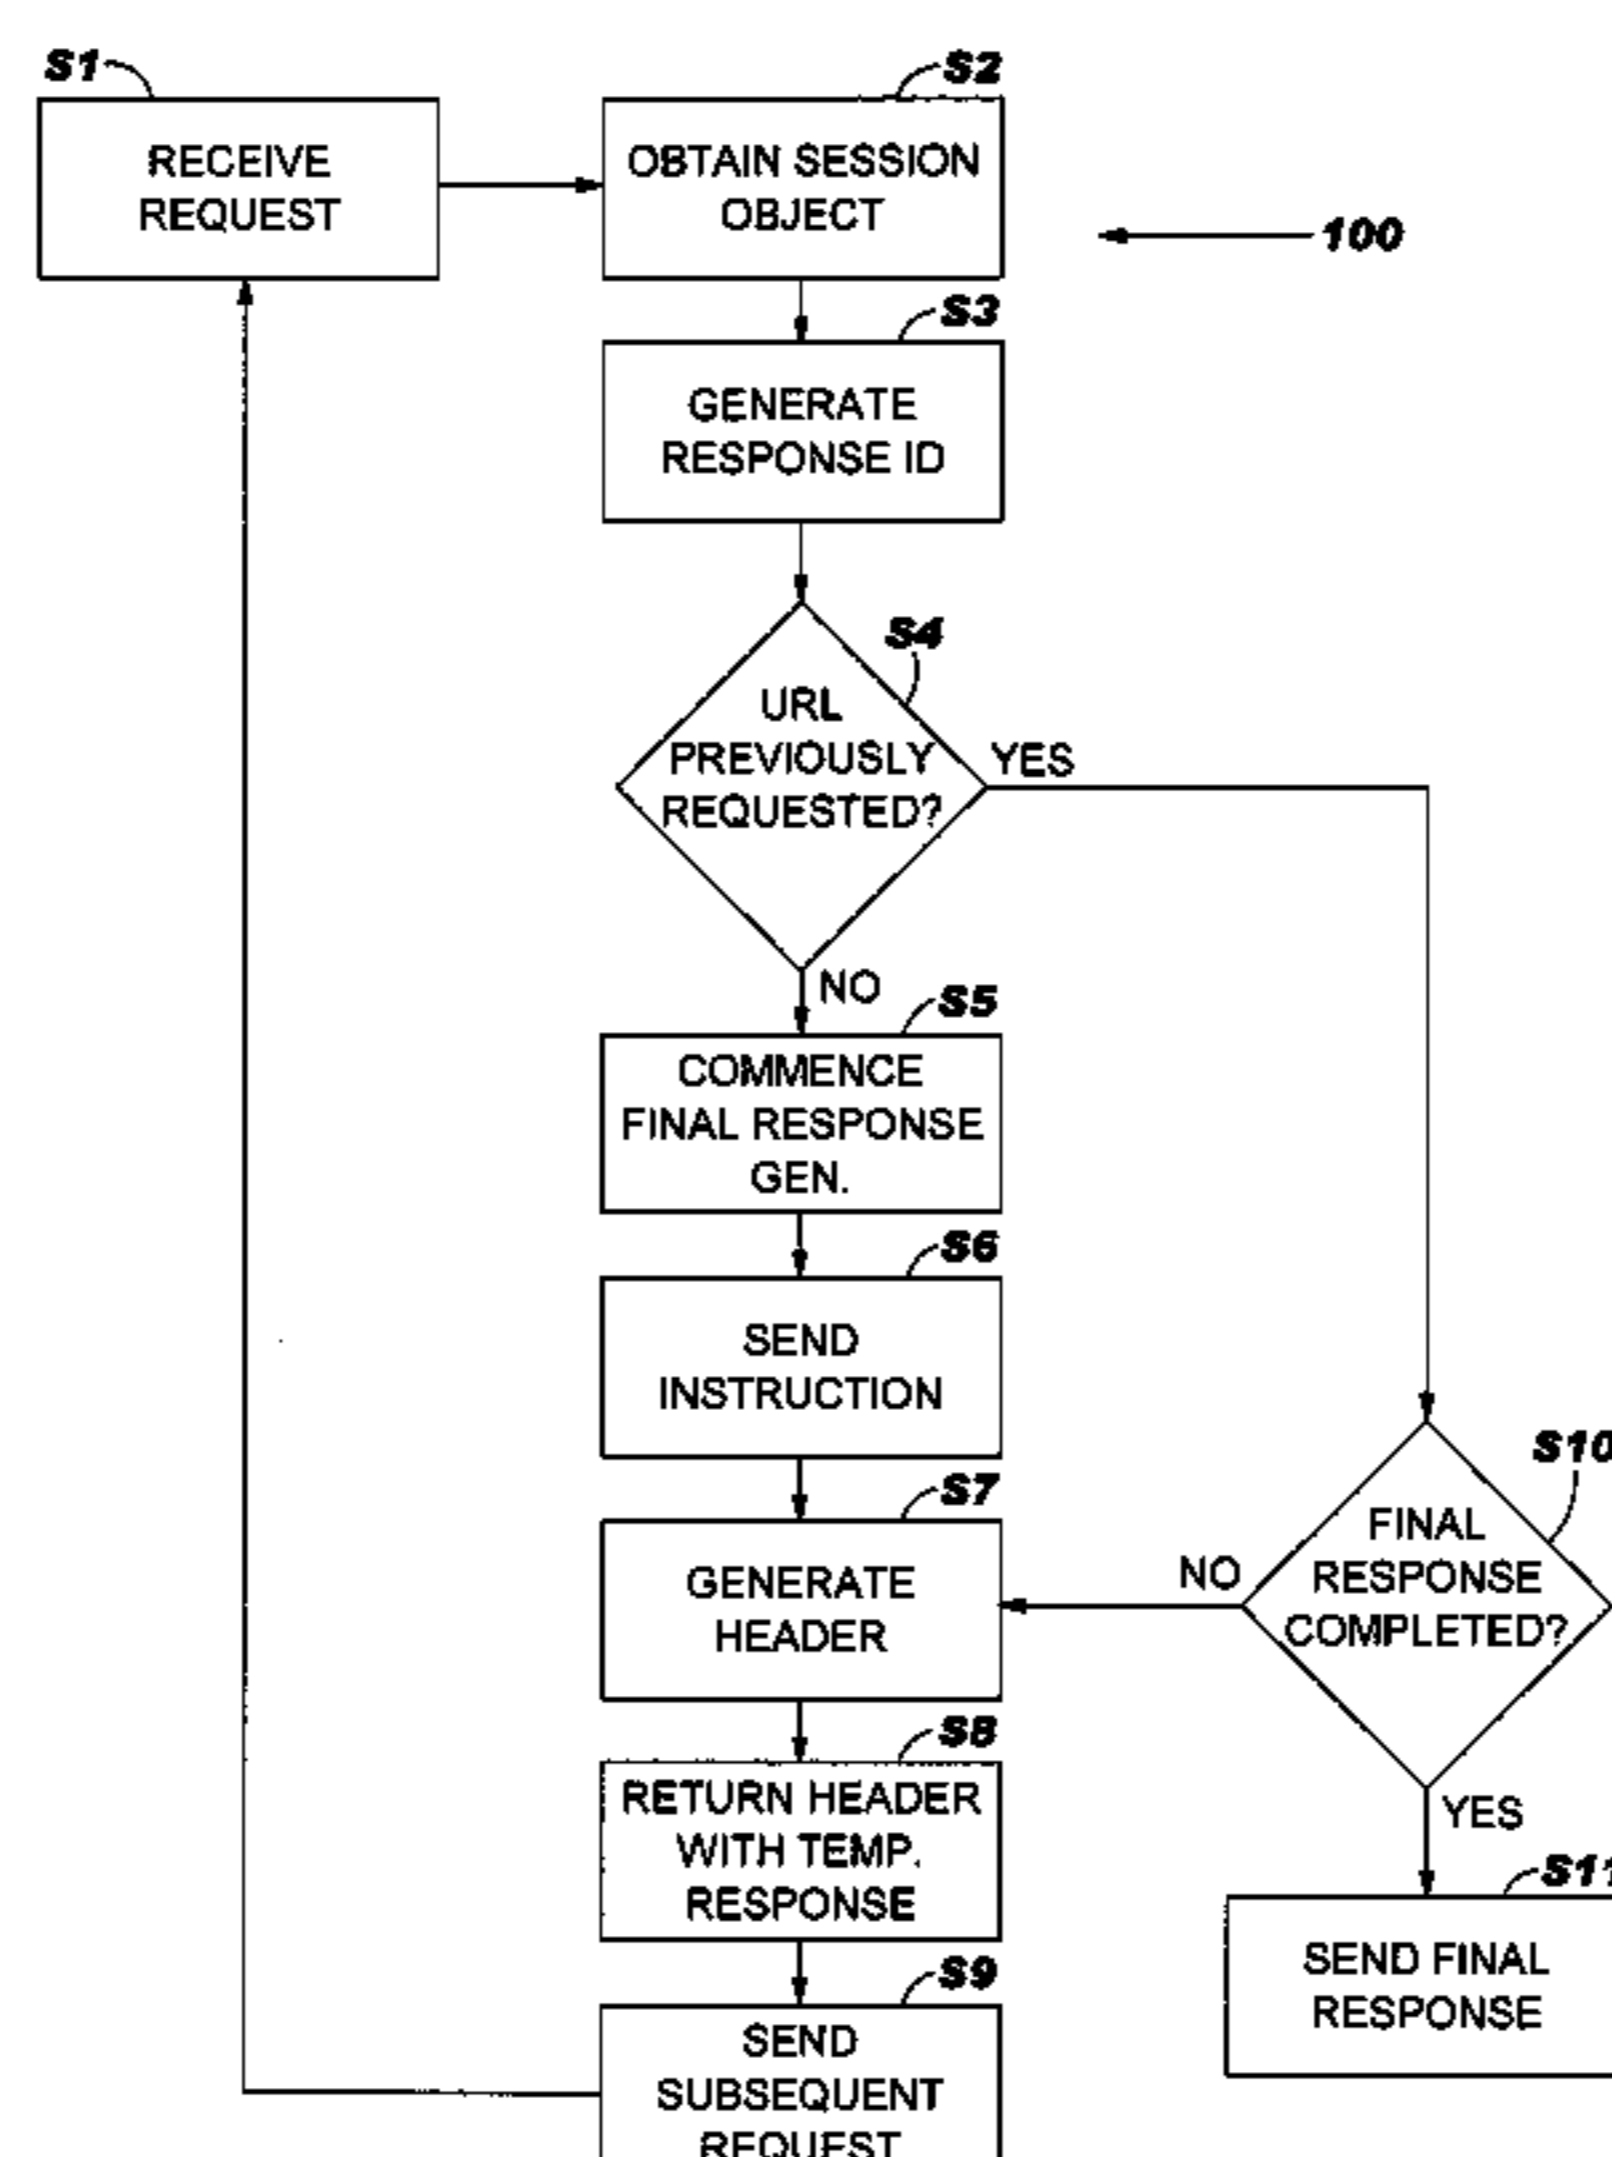 S1
RECEIVE
REQUEST
S2
OBTAIN SESSION
OBJECT
100
S3
GENERATE
RESPONSE ID
S4
URL
PREVIOUSLY
REQUESTED?
YES
NO
S5
COMMENCE
FINAL RESPONSE
GEN.
S6
SEND
INSTRUCTION
S7
GENERATE
HEADER
S10
FINAL
RESPONSE
COMPLETED?
NO
YES
S8
RETURN HEADER
WITH TEMP.
RESPONSE
S11
SEND FINAL
RESPONSE
S9
SEND
SUBSEQUENT
REQUEST